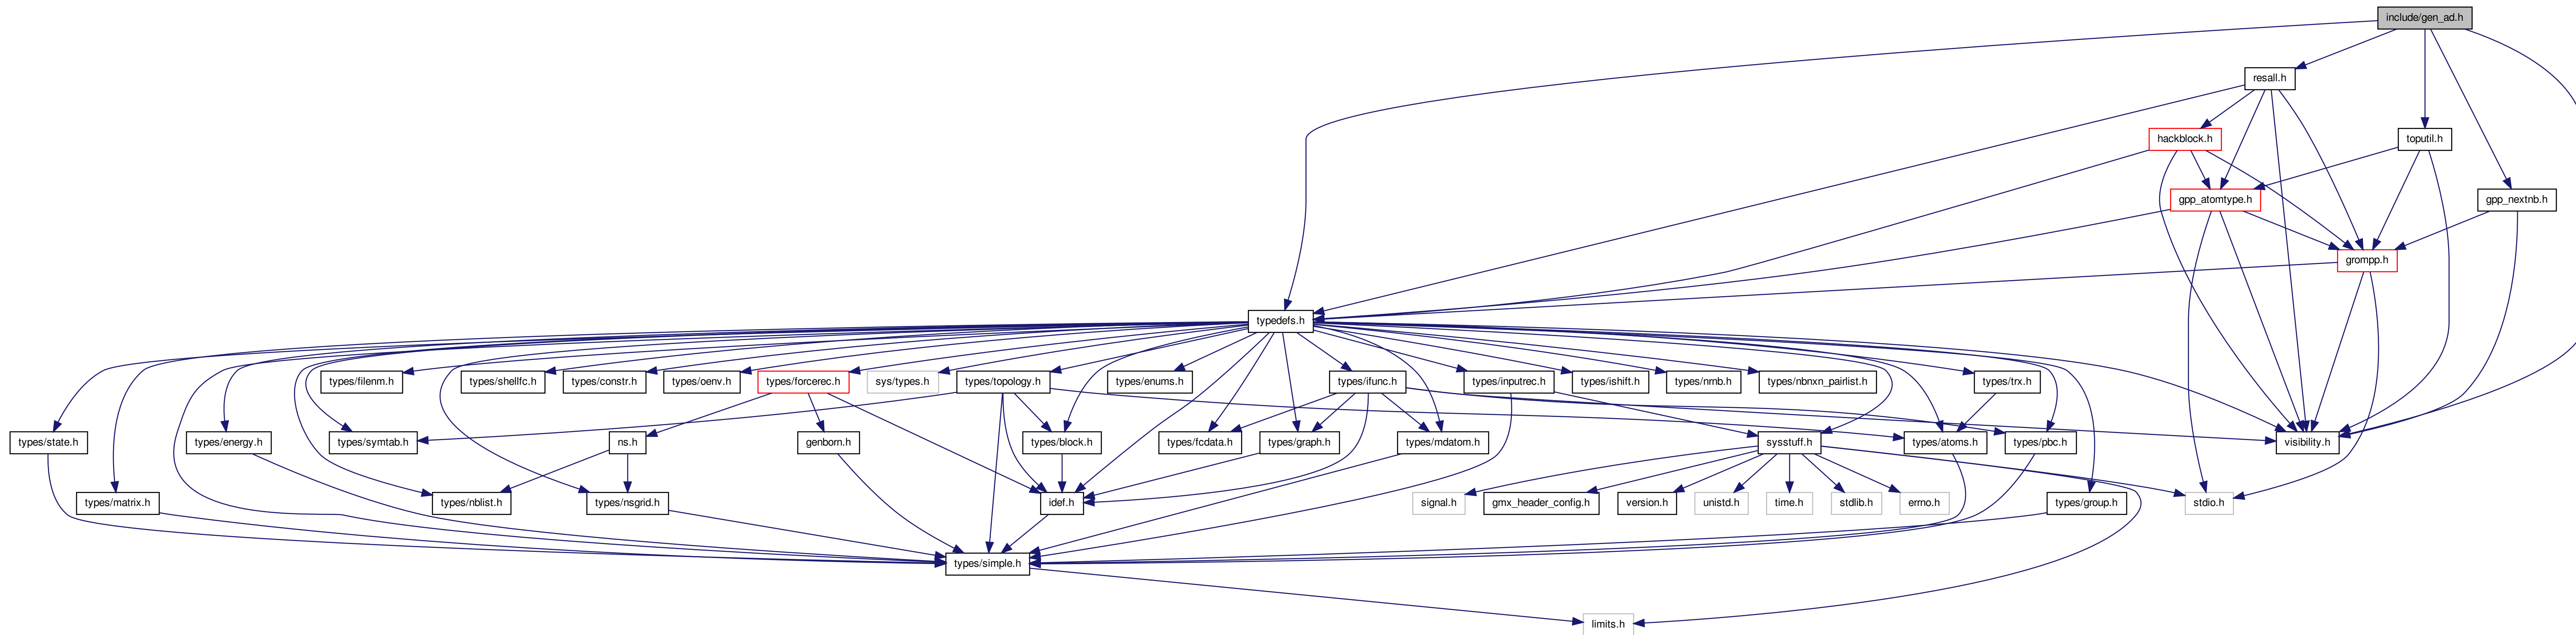 include/gen_ad.h
resall.h
hackblock.h
toputil.h
gpp_atomtype.h
gpp_nextnb.h
grompp.h
typedefs.h
types/filenm.h
types/shellfc.h
types/constr.h
types/oenv.h
types/forcerec.h
sys/types.h
types/topology.h
types/enums.h
types/ifunc.h
types/inputrec.h
types/ishift.h
types/nrnb.h
types/nbnxn_pairlist.h
types/trx.h
types/state.h
types/energy.h
types/symtab.h
ns.h
genborn.h
types/block.h
types/fcdata.h
types/graph.h
types/mdatom.h
sysstuff.h
types/atoms.h
types/pbc.h
visibility.h
types/matrix.h
types/nblist.h
types/nsgrid.h
idef.h
signal.h
gmx_header_config.h
version.h
unistd.h
time.h
stdlib.h
errno.h
types/group.h
stdio.h
types/simple.h
limits.h